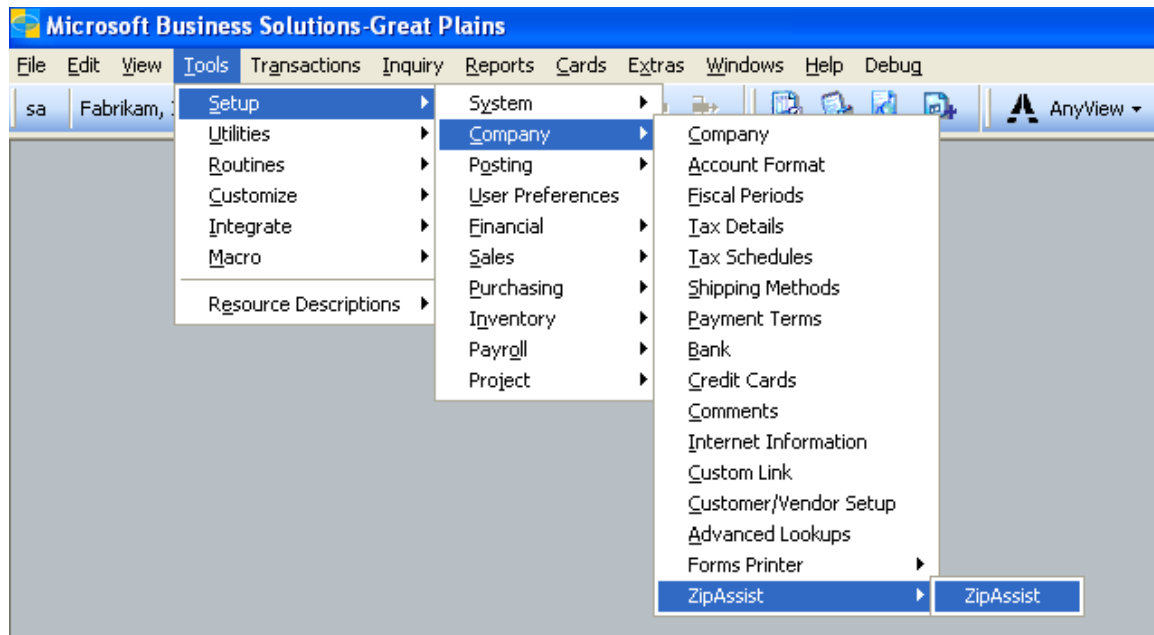 Microsoft Business Solutions-Great Plains
File Edit View Tools Transactions Inquiry Reports Cards Extras Windows Help Debug
sa Fabrikam, AnyView
Setup
Utilities
Routines
Customize
Integrate
Macro
Resource Descriptions
System
Company
Posting
User Preferences
Financial
Sales
Purchasing
Inventory
Payroll
Project
Company
Account Format
Fiscal Periods
Tax Details
Tax Schedules
Shipping Methods
Payment Terms
Bank
Credit Cards
Comments
Internet Information
Custom Link
Customer/Vendor Setup
Advanced Lookups
Forms Printer
ZipAssist
ZipAssist